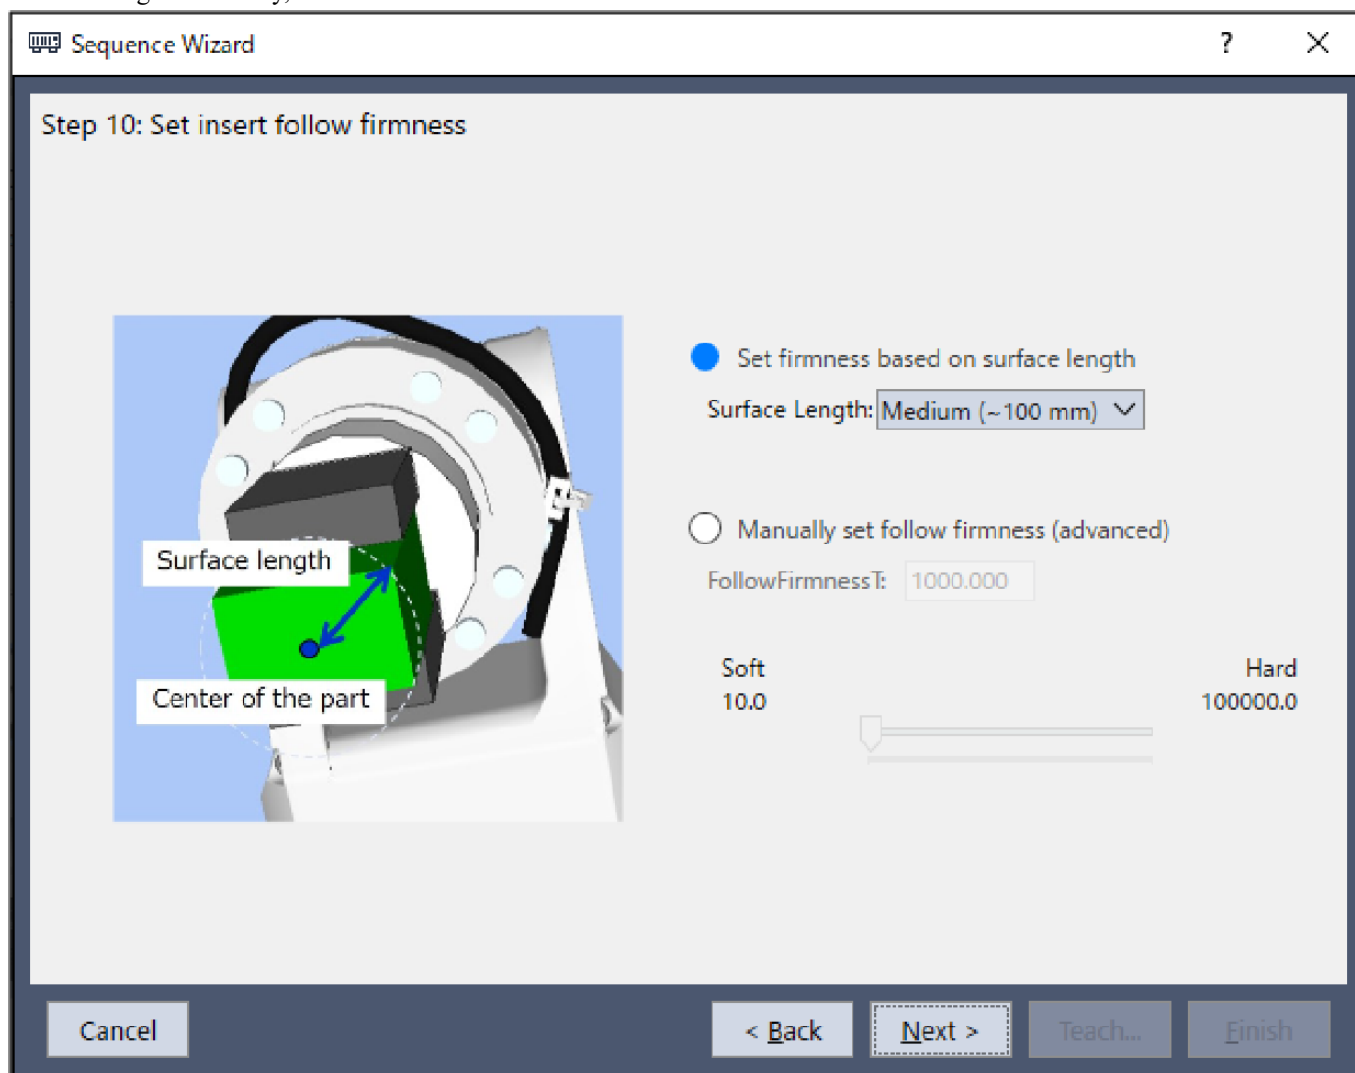 Sequence Wizard
?
Step 10: Set insert follow firmness
Set firmness based on surface length
Surface Length: Medium (~100 mm)
Manually set follow firmness (advanced)
FollowFirmnessT: 1000.000
Surface length
Center of the part
Soft Hard
10.0 100000.0
Cancel < Back Next > Teach... Finish